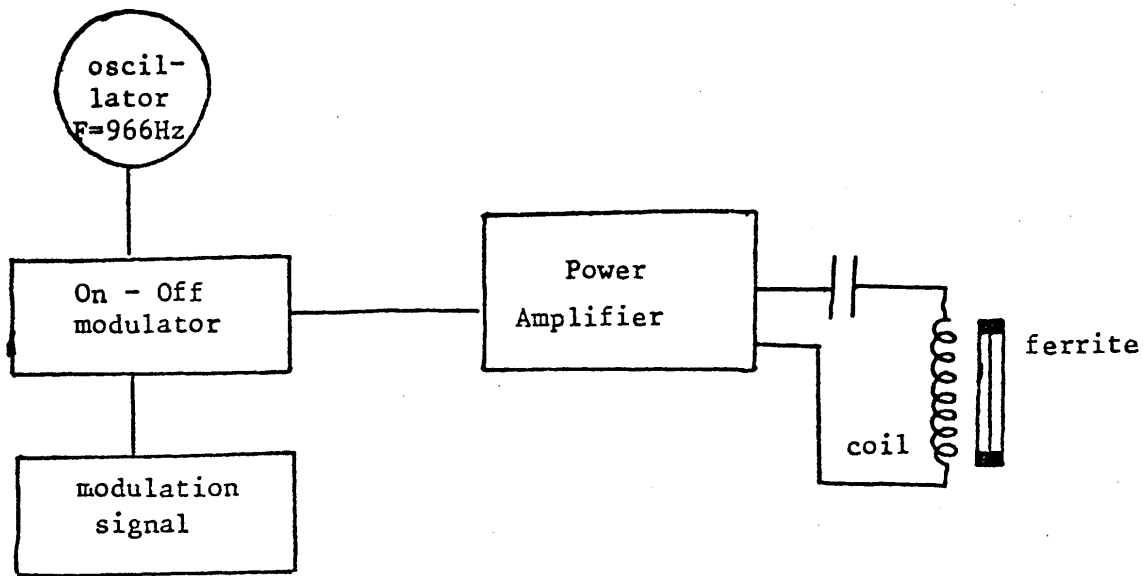 oscil-
lator
F=966Hz
On - Off
modulator
modulation
signal
Power
Amplifier
coil
ferrite